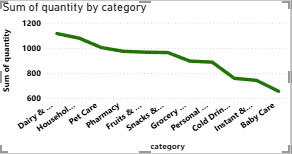 Sum of quantity by category
1200
1000
800
600
Sum of quantity
Dairy & ...
Househol...
Pet Care
Pharmacy
Fruits & ...
Snacks &...
Grocery ...
Personal ...
Cold Drin...
Instant &...
Baby Care
category